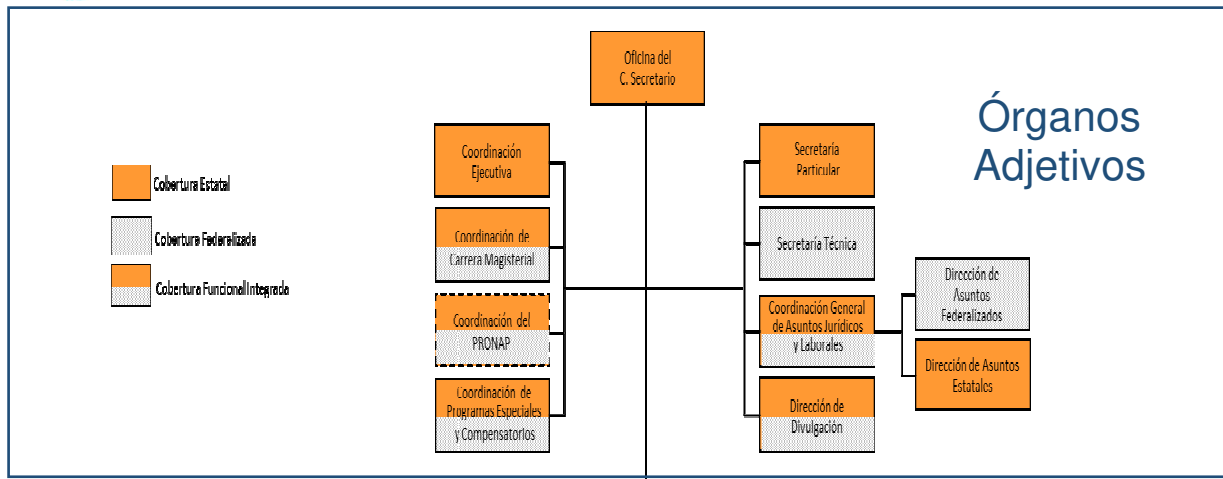 Oficina del
C. Secretario
Órganos
Adjetivos
Coordinación
Ejecutiva
Secretaría
Particular
Cobertura Estatal
Coordinación de
Carrera Magisterial
Secretaría Técnica
Cobertura Federalizada
Cobertura Funcional Integrada
Coordinación del
PRONAP
Coordinación General
de Asuntos Jurídicos
y Laborales
Dirección de
Asuntos
Federalizados
Dirección de Asuntos
Estatales
Coordinación de
Programas Especiales
y Compensatorios
Dirección de
Divulgación